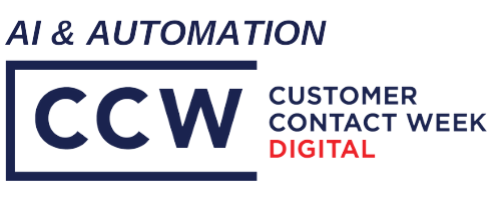 AI & AUTOMATION
CCW
CUSTOMER
CONTACT WEEK
DIGITAL